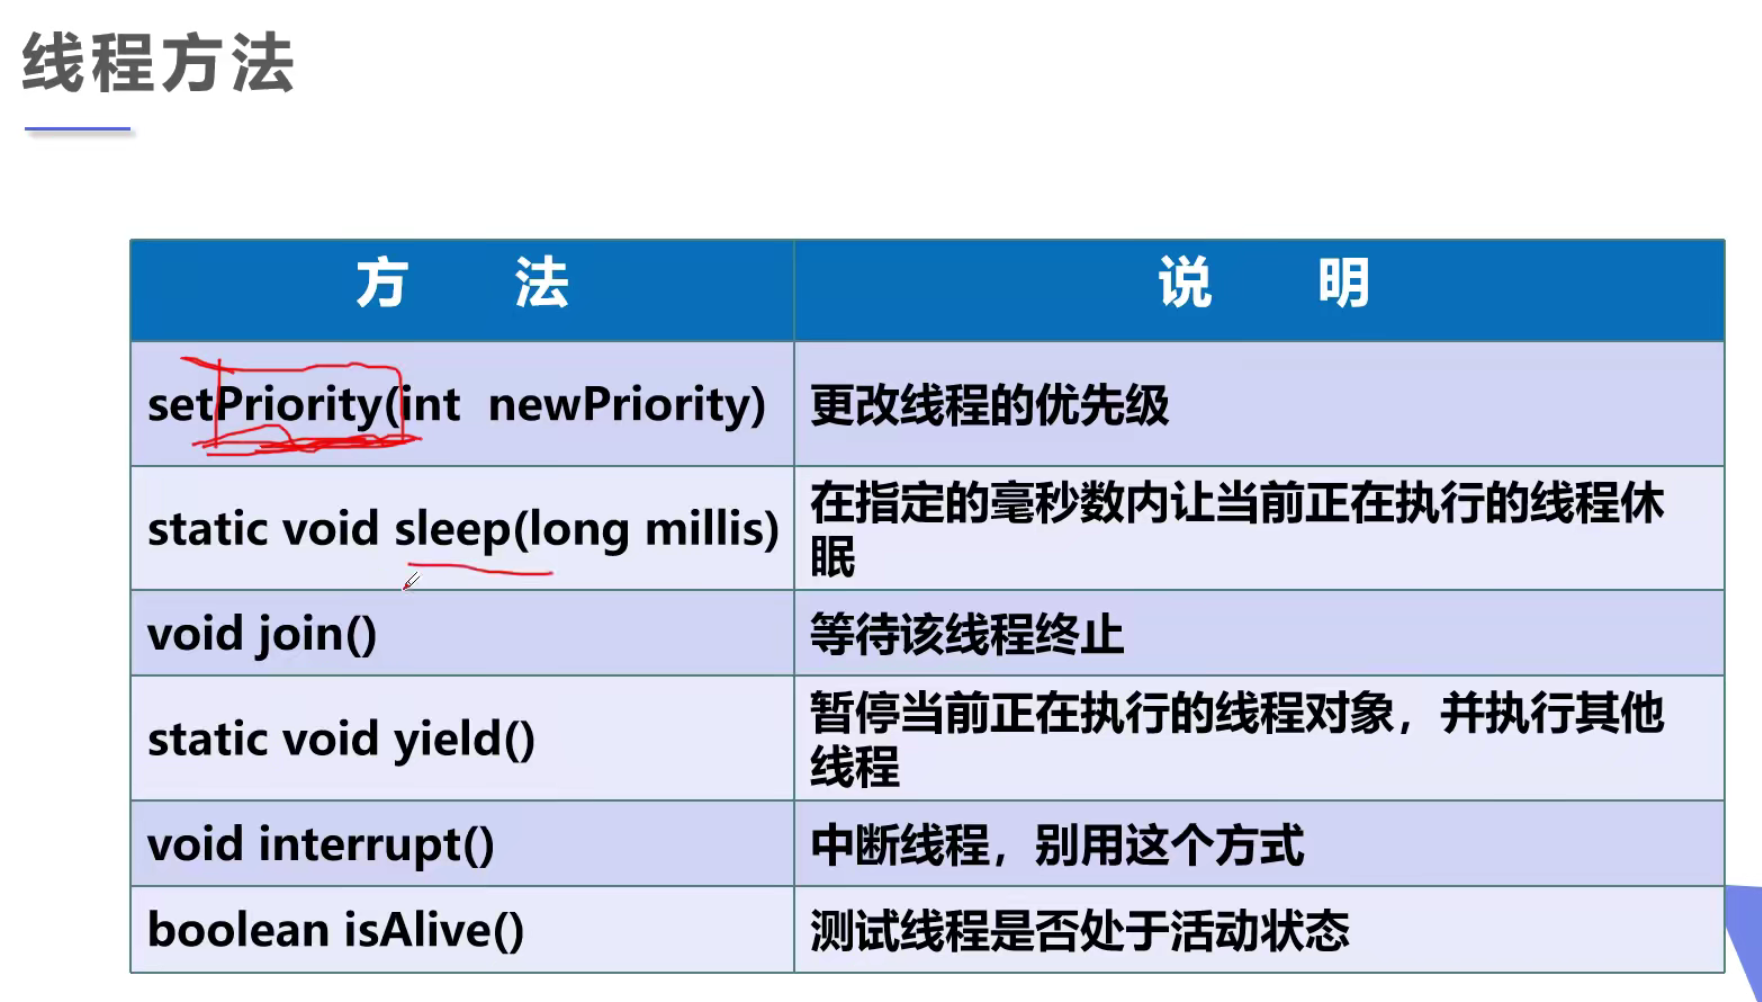 线程方法
方 法 说 明
setPriority(int newPriority) 更改线程的优先级
static void sleep(long millis) 在指定的毫秒数内让当前正在执行的线程休
眠
void join() 等待该线程终止
static void yield() 暂停当前正在执行的线程对象，并执行其他
线程
void interrupt() 中断线程，别用这个方式
boolean isAlive() 测试线程是否处于活动状态